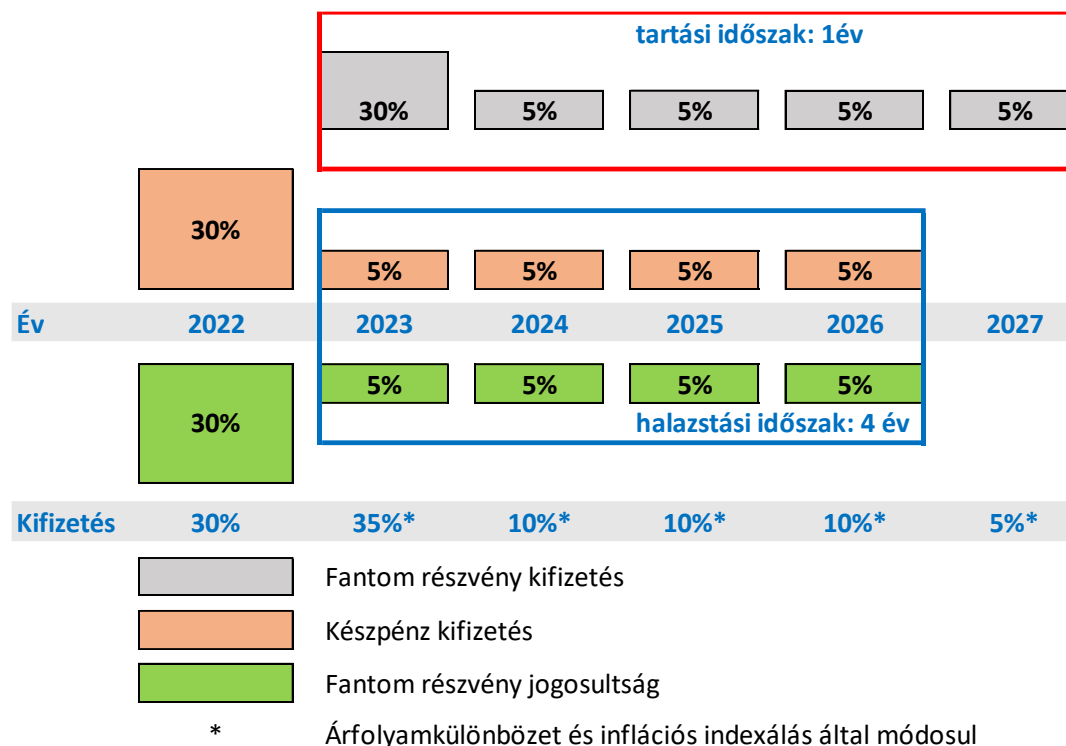 tartási időszak: 1év
30% 5% 5% 5% 5%
30%
5% 5% 5% 5%
Év 2022 2023 2024 2025 2026 2027
5% 5% 5% 5%
30%
halazstási időszak: 4 év
Kifizetés 30% 35%* 10%* 10%* 10%* 5%*
Fantom részvény kifizetés
Készpénz kifizetés
Fantom részvény jogosultság
* Árfolyamkülönbözet és inflációs indexálás által módosul